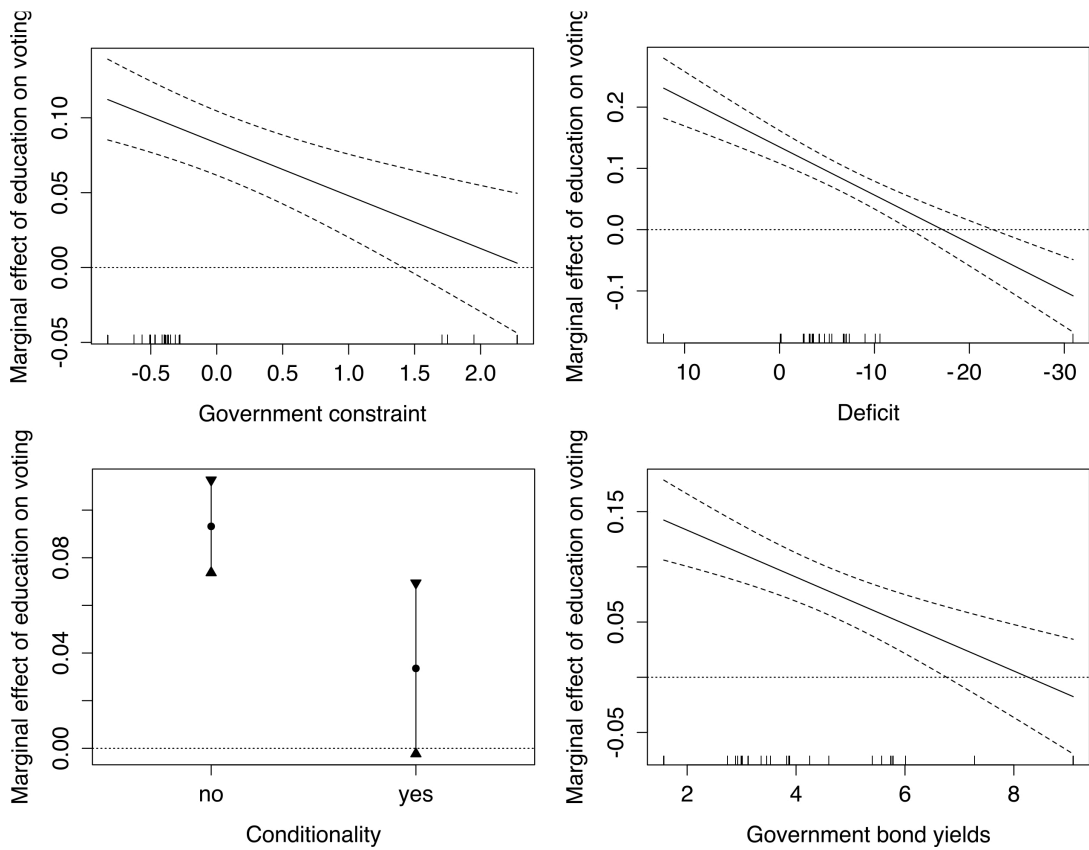 Marginal effect of education on voting
0.10
0.05
0.00
-0.05
-0.5 0.0 0.5 1.0 1.5 2.0
Government constraint
Marginal effect of education on voting
0.2
0.1
0.0
-0.1
10 0 -10 -20 -30
Deficit
Marginal effect of education on voting
0.08
0.04
0.00
no yes
Conditionality
Marginal effect of education on voting
0.15
0.05
-0.05
2 4 6 8
Government bond yields